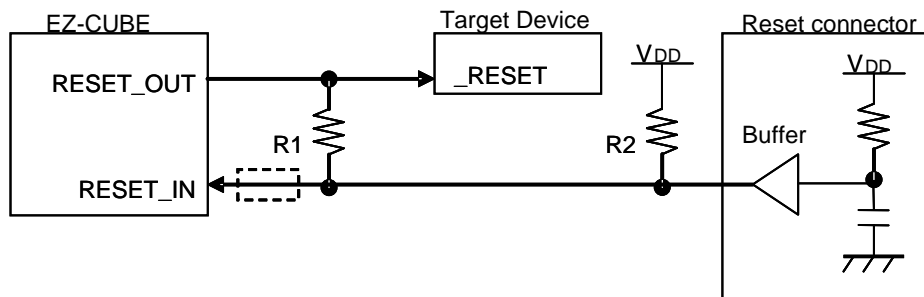 EZ-CUBE
Target Device
Reset connector
RESET_OUT
_RESET
VDD
VDD
R1
R2
Buffer
RESET_IN